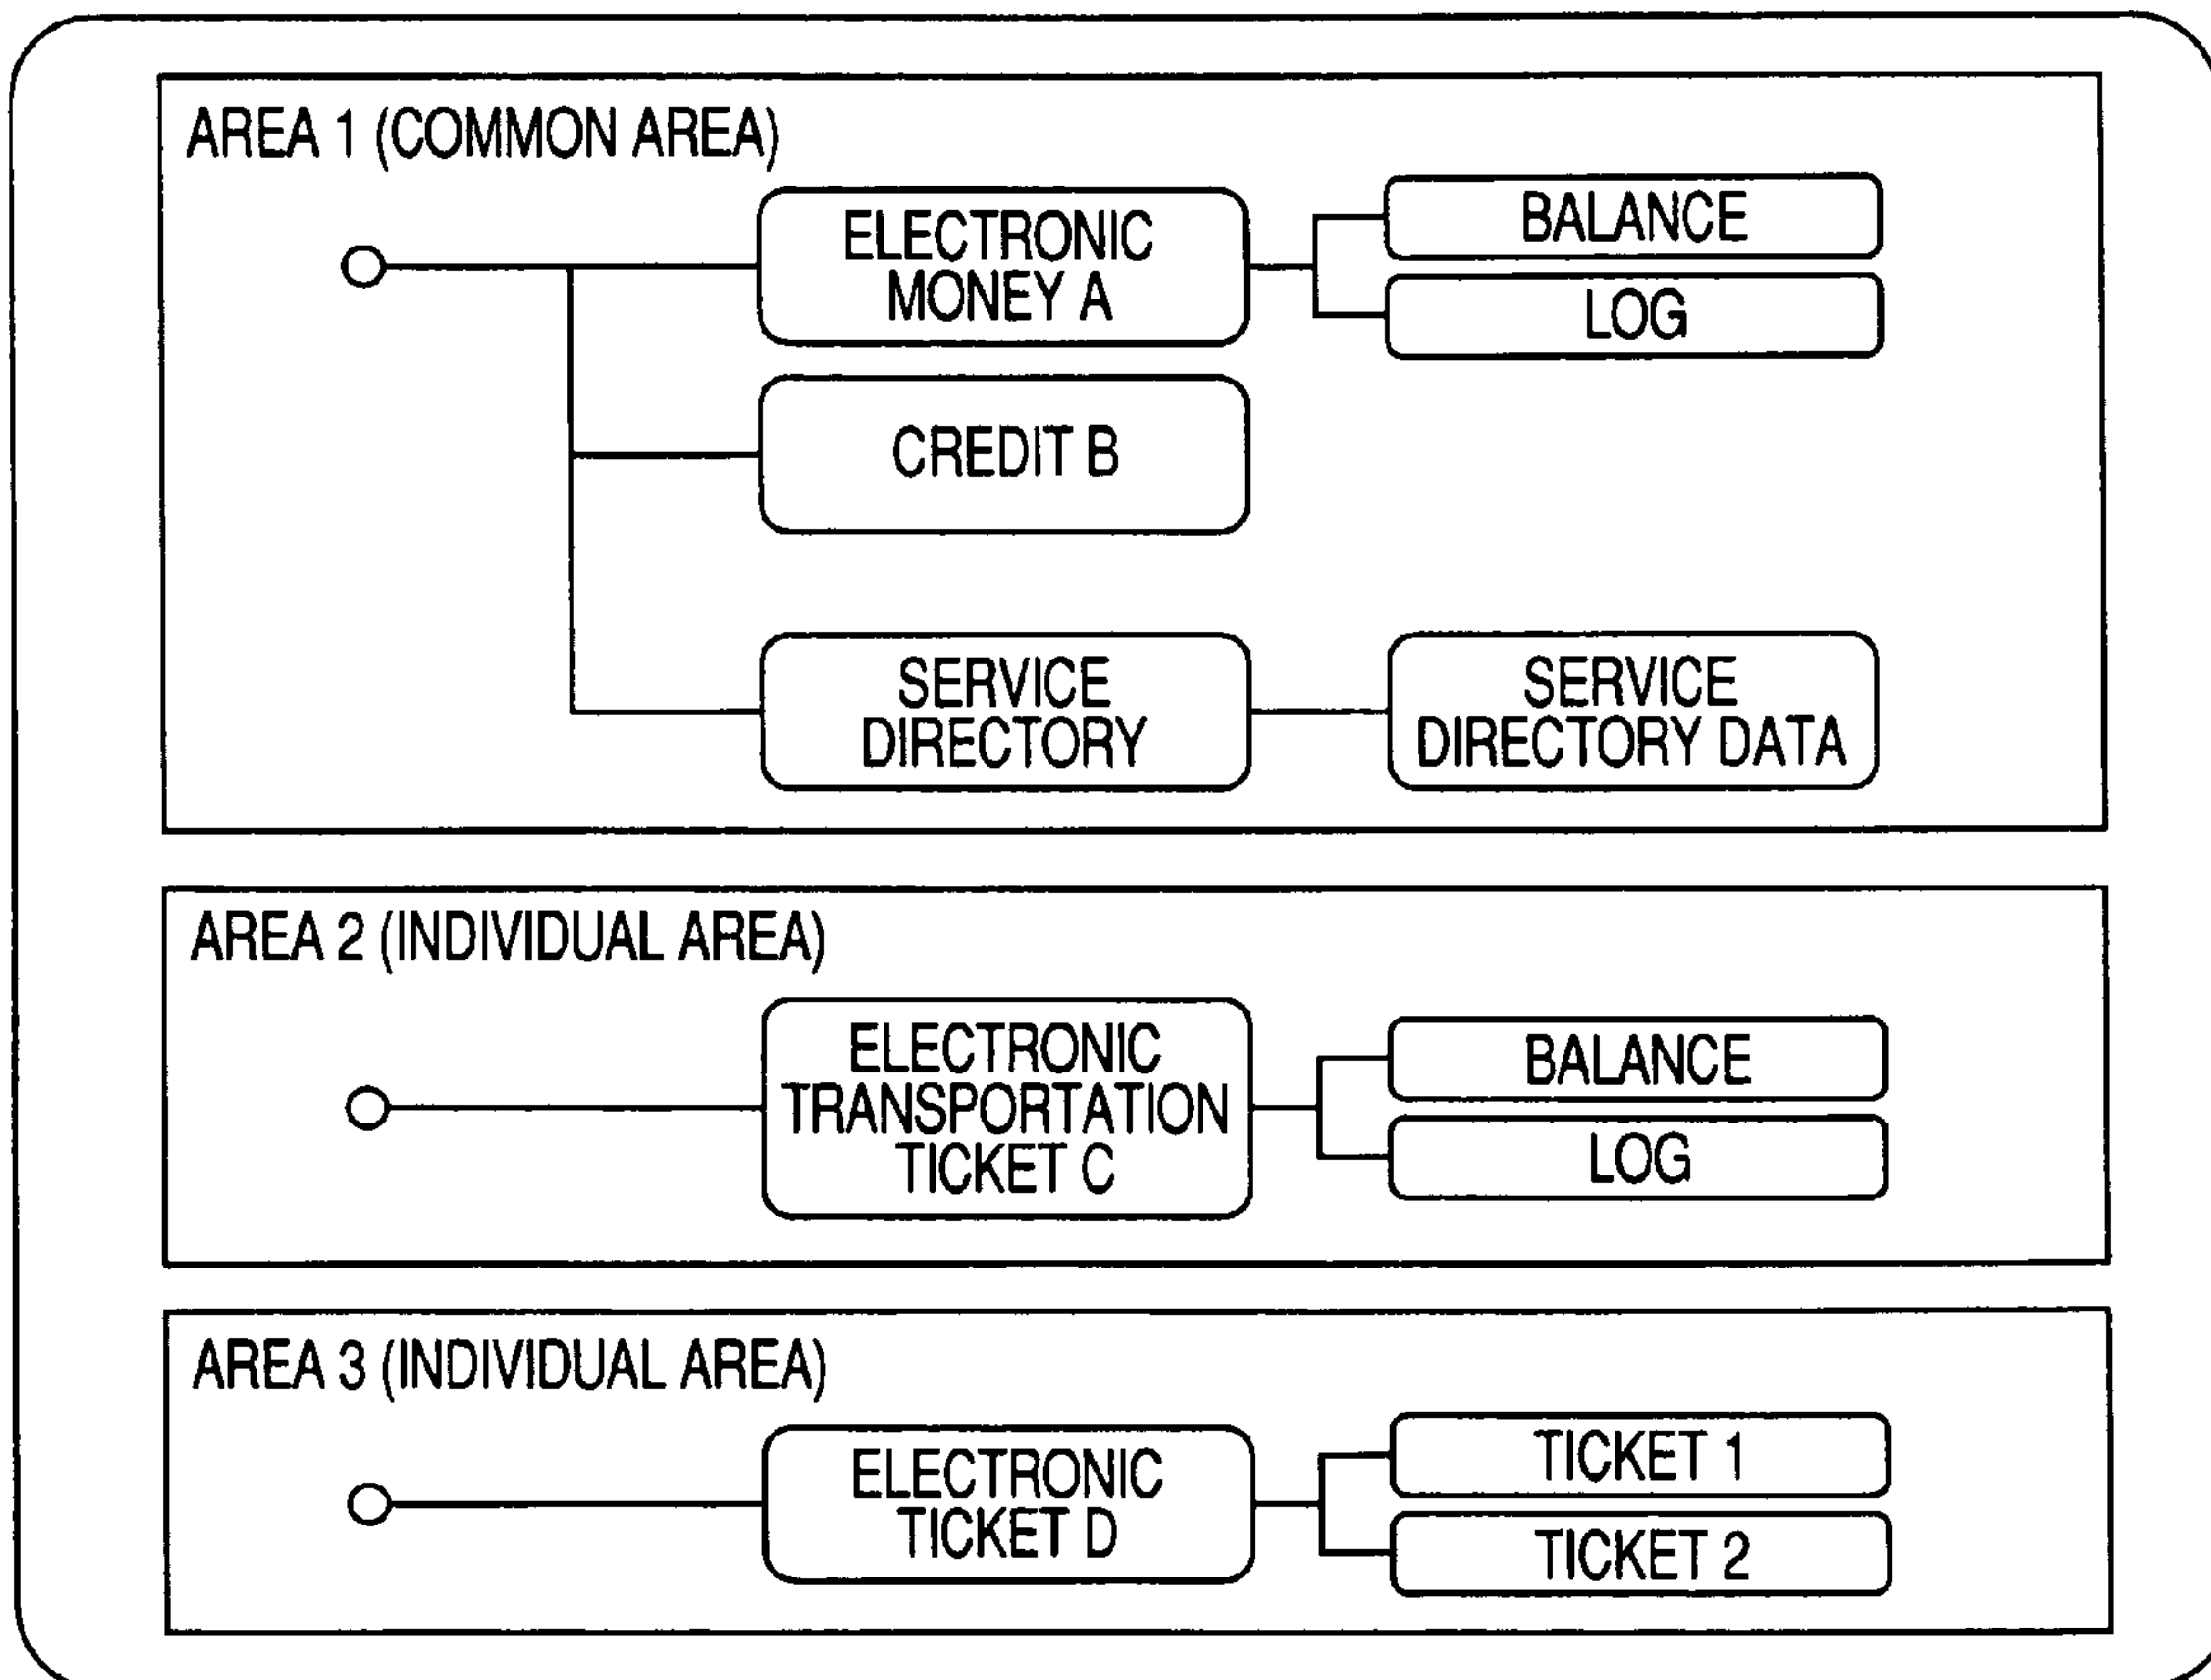 AREA 1 (COMMON AREA)
ELECTRONIC
MONEY A
BALANCE
LOG
CREDIT B
SERVICE
DIRECTORY
SERVICE
DIRECTORY DATA
AREA 2 (INDIVIDUAL AREA)
ELECTRONIC
TRANSPORTATION
TICKET C
BALANCE
LOG
AREA 3 (INDIVIDUAL AREA)
ELECTRONIC
TICKET D
TICKET 1
TICKET 2